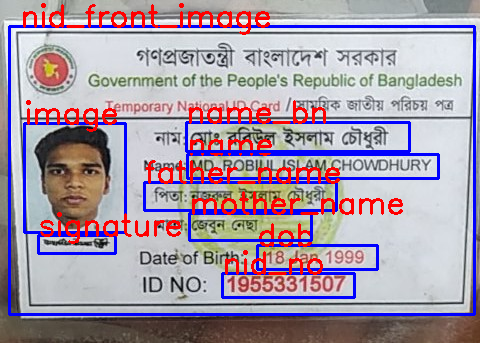 nid_front_image
গণপ্রজাতন্ত্রী বাংলাদেশ সরকার
Government of the People's Republic of Bangladesh
Temporary National ID Card / সাময়িক জাতীয় পরিচয় পত্র
image
name_bn
নাম: মোঃ রবিউল ইসলাম চৌধুরী
name
Name: MD. ROBIUL ISLAM CHOWDHURY
father_name
পিতা: নজরুল ইসলাম চৌধুরী
mother_name
জেবুন নেছা
signature
dob
Date of Birth: 18 Jan 1999
nid_no
ID NO: 1955331507